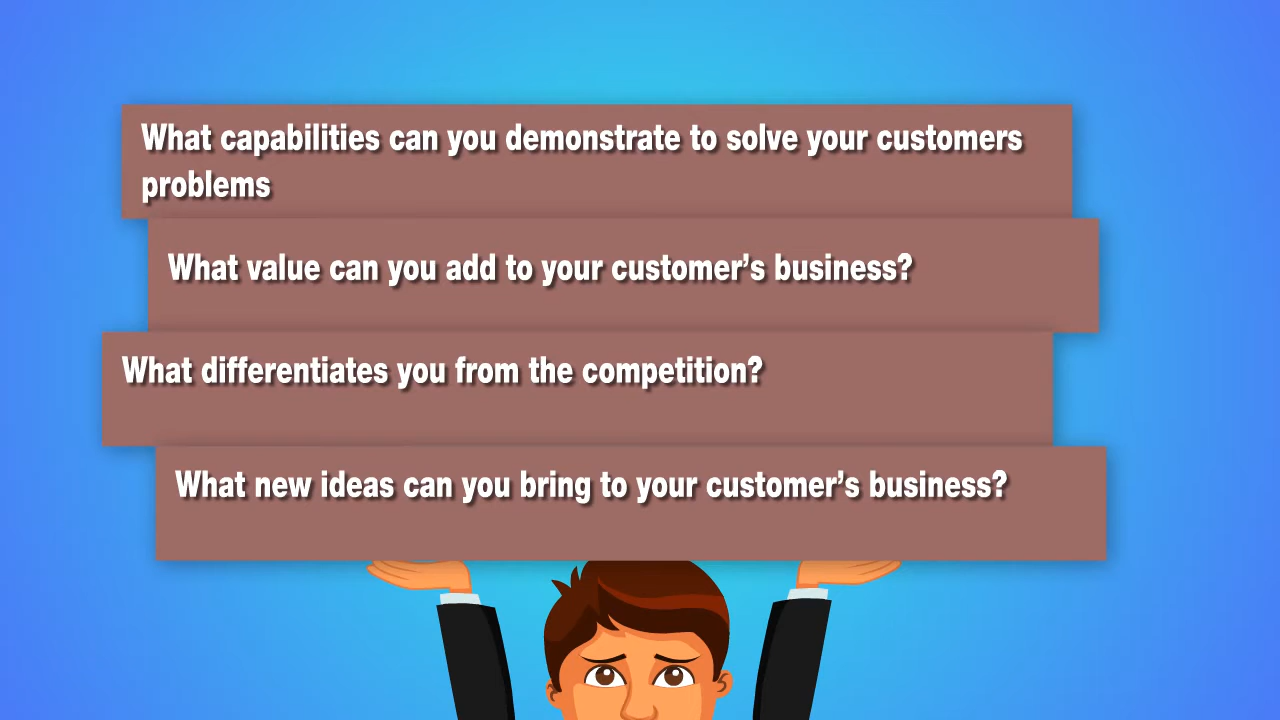 What capabilities can you demonstrate to solve your customers
problems
What value can you add to your customer’s business?
What differentiates you from the competition?
What new ideas can you bring to your customer’s business?